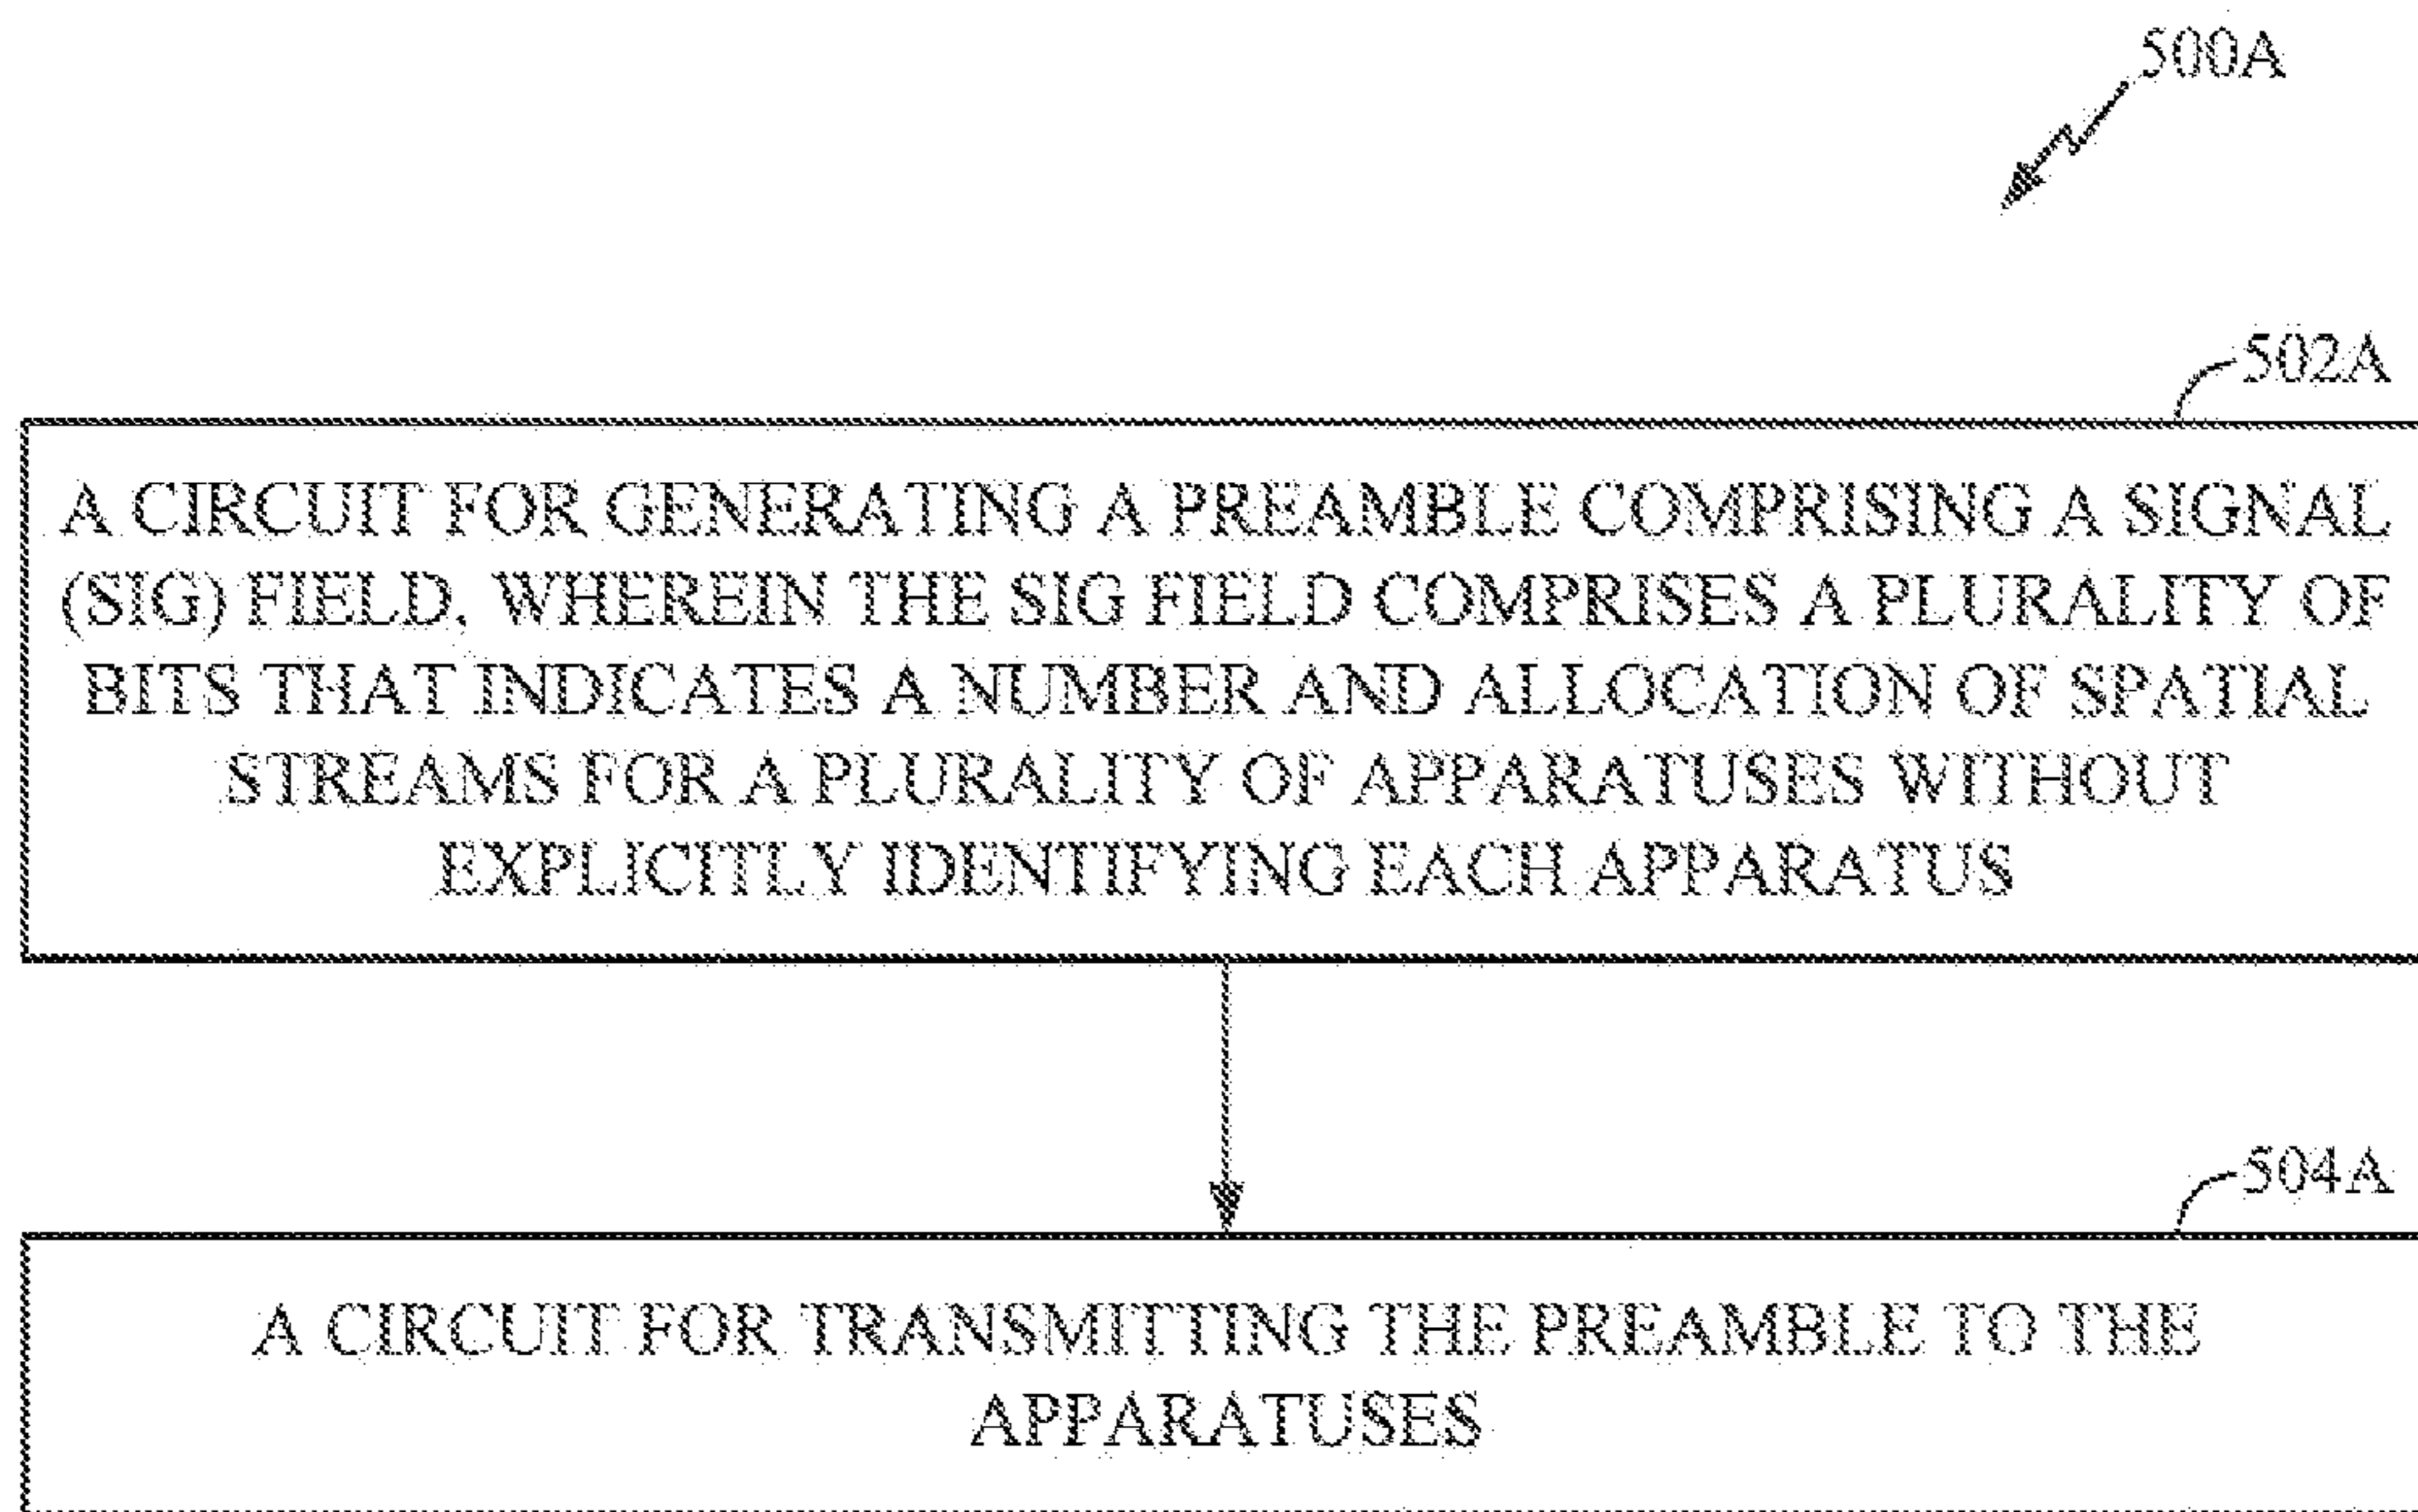 500A
502A
A CIRCUIT FOR GENERATING A PREAMBLE COMPRISING A SIGNAL
(SIG) FIELD, WHEREIN THE SIG FIELD COMPRISES A PLURALITY OF
BITS THAT INDICATES A NUMBER AND ALLOCATION OF SPATIAL
STREAMS FOR A PLURALITY OF APPARATUSES WITHOUT
EXPLICITLY IDENTIFYING EACH APPARATUS
504A
A CIRCUIT FOR TRANSMITTING THE PREAMBLE TO THE
APPARATUSES